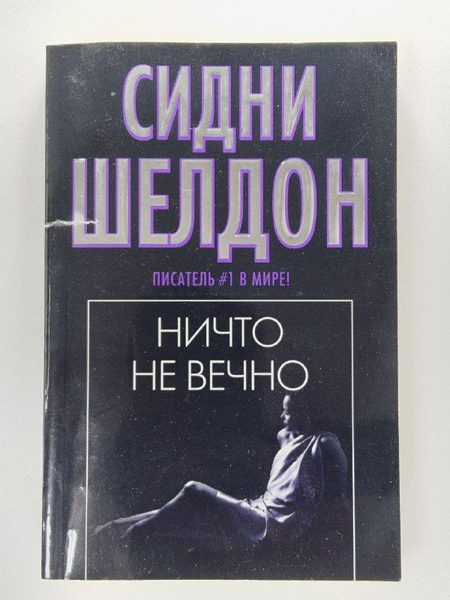 СИДНИ
ШЕЛДОН
ПИСАТЕЛЬ #1 В МИРЕ!
НИЧТО
НЕ ВЕЧНО